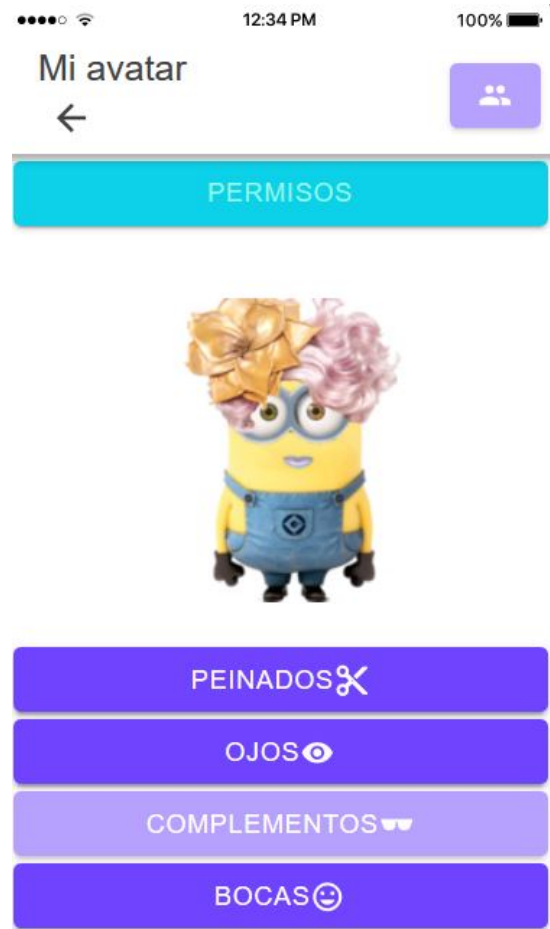 12:34 PM
100%
Mi avatar
PERMISOS
PEINADOS
OJOS
COMPLEMENTOS
BOCAS